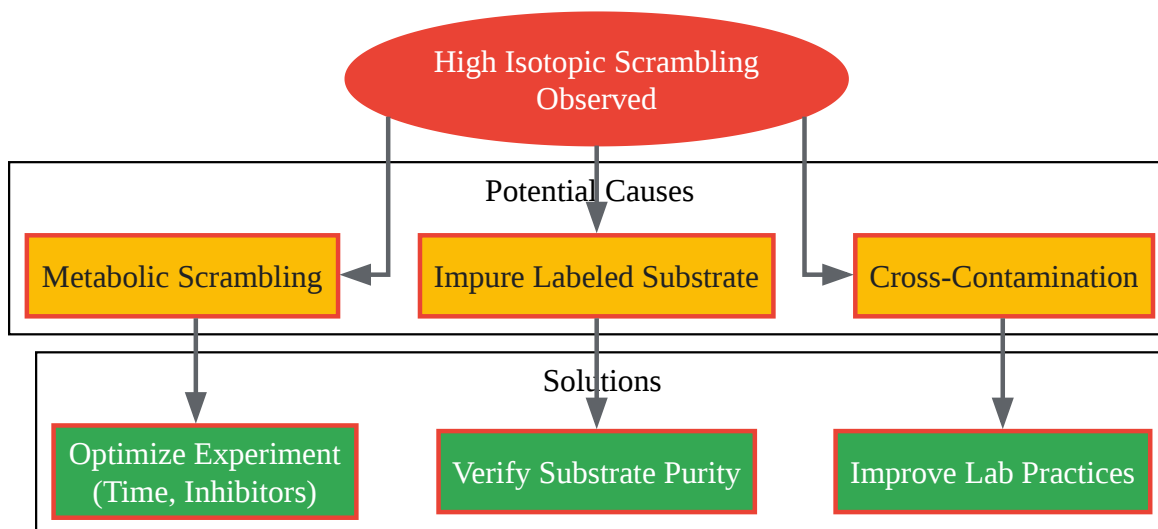 High Isotopic Scrambling
Observed
Potential Causes
Metabolic Scrambling
Impure Labeled Substrate
Cross-Contamination
Solutions
Optimize Experiment
(Time, Inhibitors)
Verify Substrate Purity
Improve Lab Practices